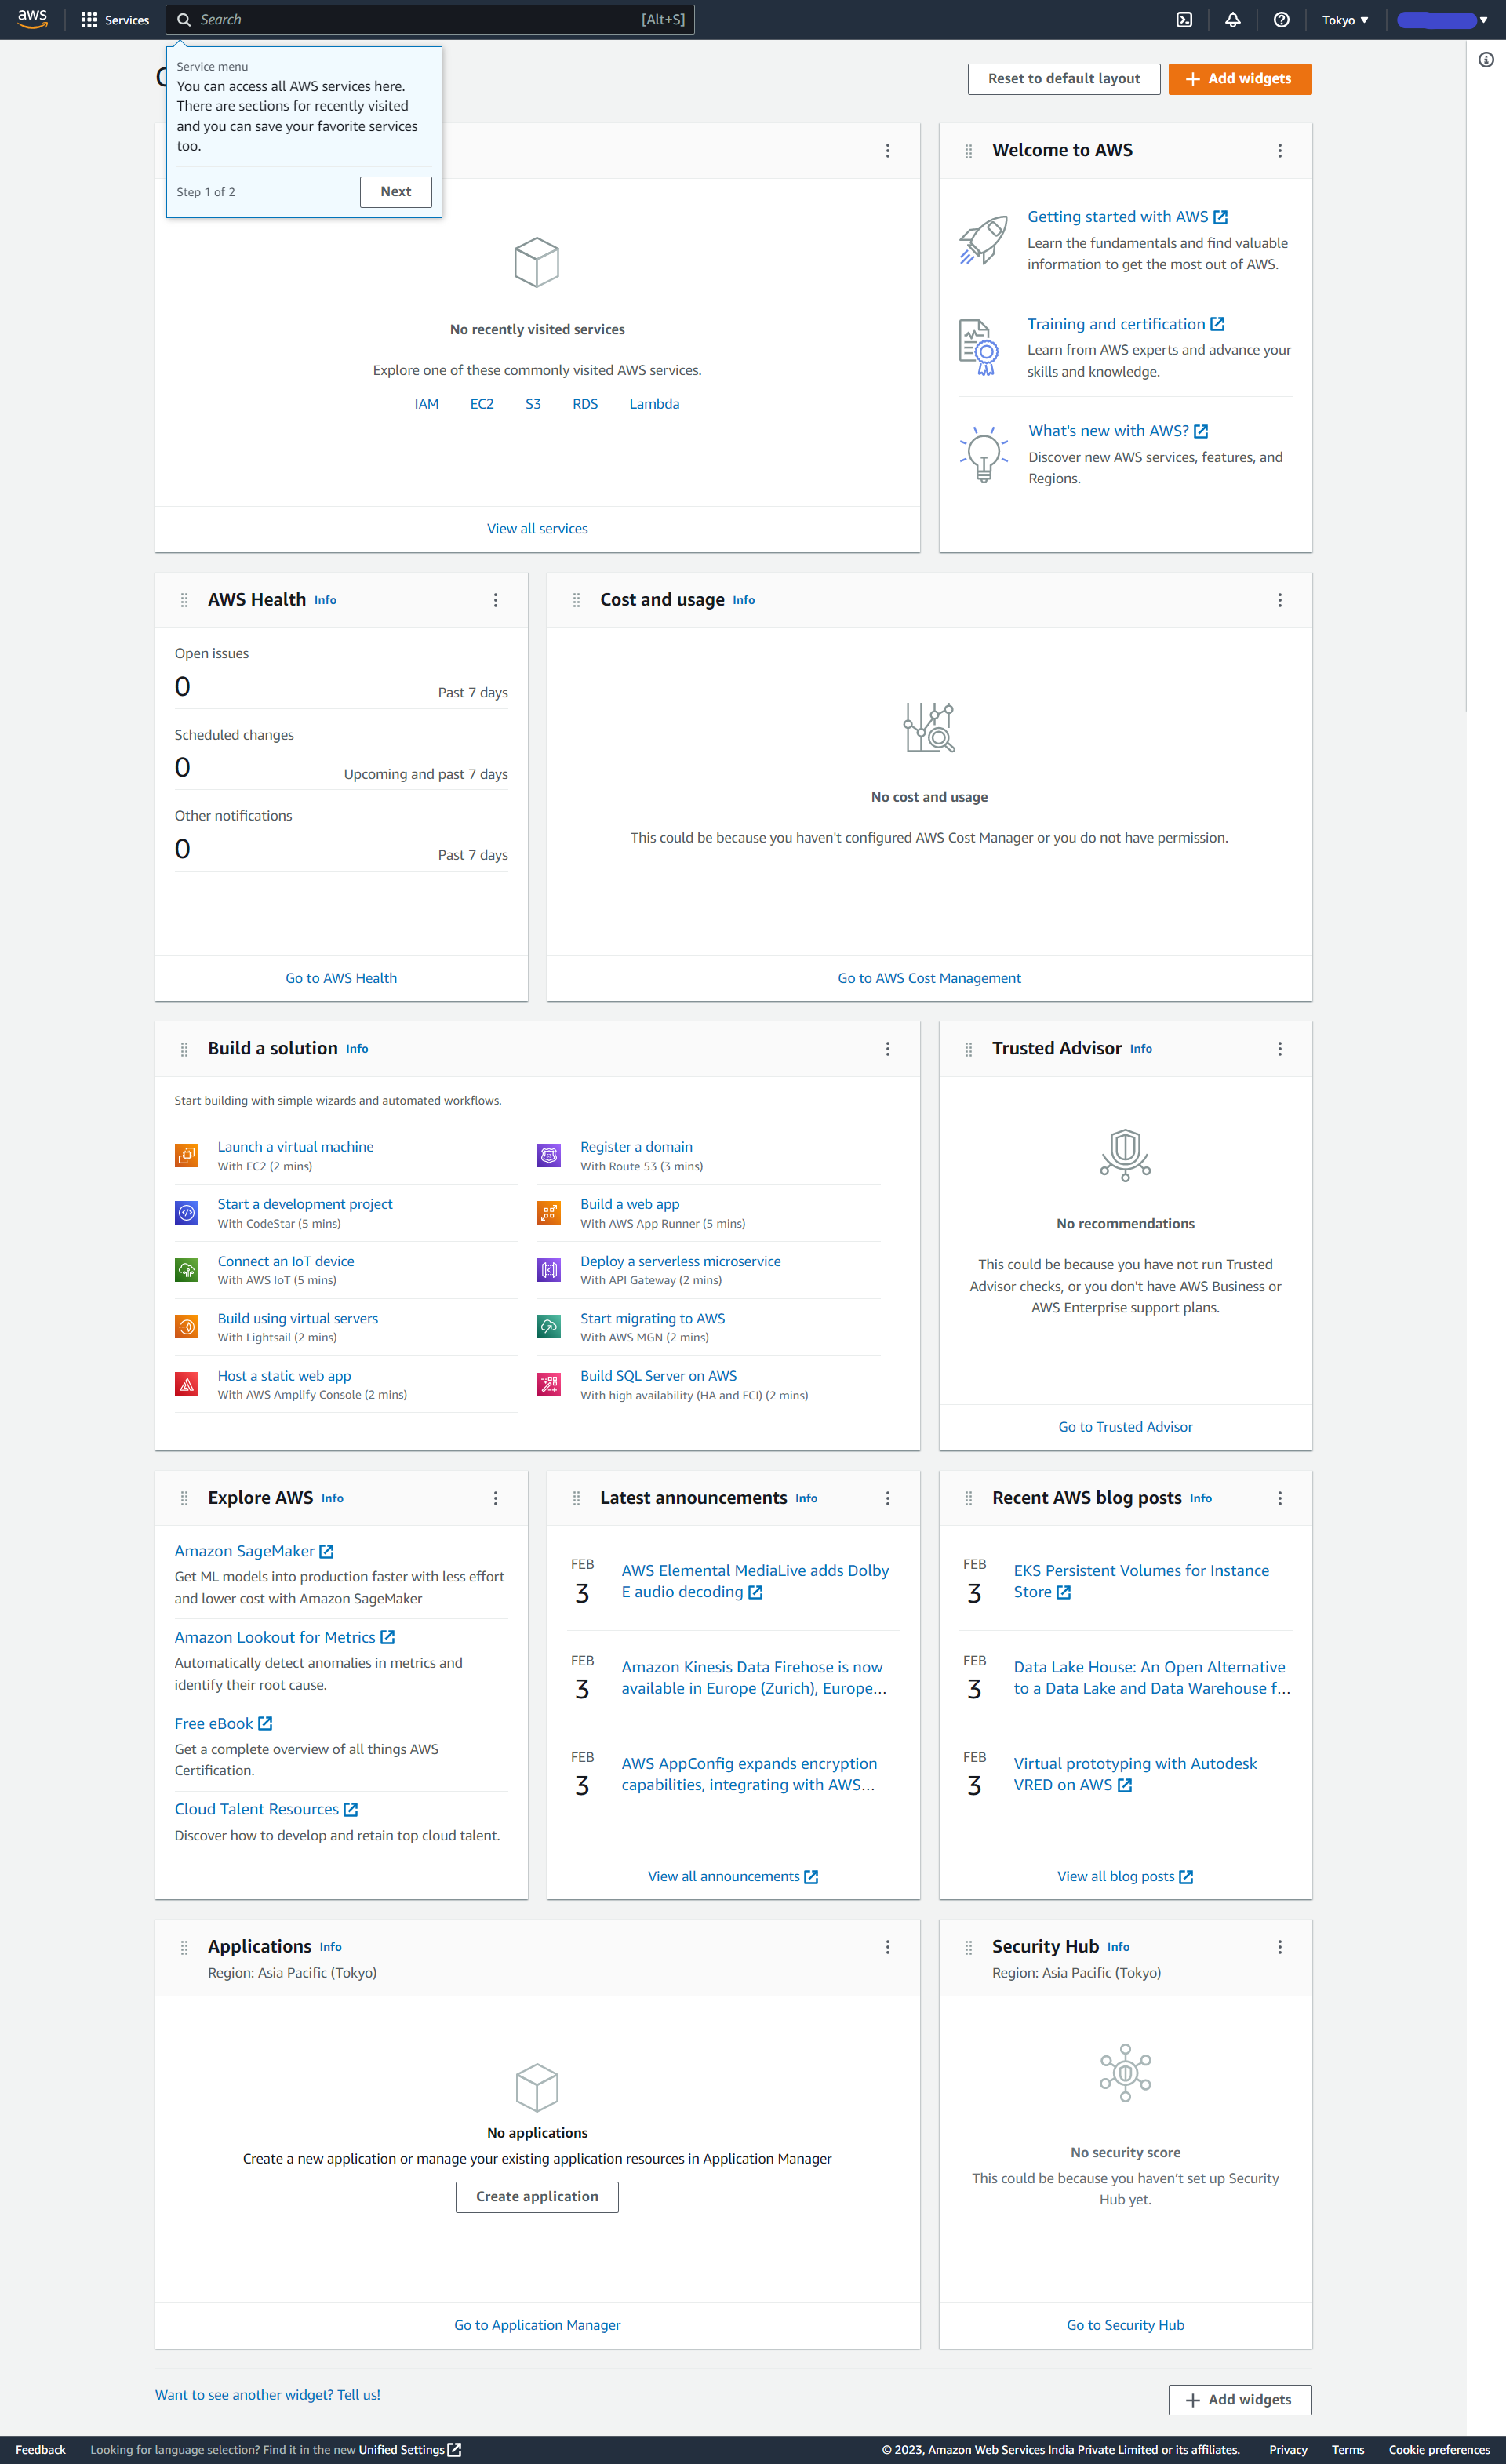 aws
Services
Search
[Alt+S]
Tokyo
Service menu
You can access all AWS services here.
There are sections for recently visited
and you can save your favorite services
too.
Step 1 of 2
Next
Reset to default layout
Add widgets
No recently visited services
Explore one of these commonly visited AWS services.
IAM EC2 S3 RDS Lambda
View all services
Welcome to AWS
Getting started with AWS
Learn the fundamentals and find valuable
information to get the most out of AWS.
Training and certification
Learn from AWS experts and advance your
skills and knowledge.
What's new with AWS?
Discover new AWS services, features, and
Regions.
AWS Health Info
Open issues
0 Past 7 days
Scheduled changes
0 Upcoming and past 7 days
Other notifications
0 Past 7 days
Go to AWS Health
Cost and usage Info
No cost and usage
This could be because you haven't configured AWS Cost Manager or you do not have permission.
Go to AWS Cost Management
Build a solution Info
Start building with simple wizards and automated workflows.
Launch a virtual machine
With EC2 (2 mins)
Start a development project
With CodeStar (5 mins)
Connect an IoT device
With AWS IoT (5 mins)
Build using virtual servers
With Lightsail (2 mins)
Host a static web app
With AWS Amplify Console (2 mins)
Register a domain
With Route 53 (3 mins)
Build a web app
With AWS App Runner (5 mins)
Deploy a serverless microservice
With API Gateway (2 mins)
Start migrating to AWS
With AWS MGN (2 mins)
Build SQL Server on AWS
With high availability (HA and FCI) (2 mins)
Trusted Advisor Info
No recommendations
This could be because you have not run Trusted
Advisor checks, or you don't have AWS Business or
AWS Enterprise support plans.
Go to Trusted Advisor
Explore AWS Info
Amazon SageMaker
Get ML models into production faster with less effort
and lower cost with Amazon SageMaker
Amazon Lookout for Metrics
Automatically detect anomalies in metrics and
identify their root cause.
Free eBook
Get a complete overview of all things AWS
Certification.
Cloud Talent Resources
Discover how to develop and retain top cloud talent.
Latest announcements Info
FEB
3
AWS Elemental MediaLive adds Dolby
E audio decoding
FEB
3
Amazon Kinesis Data Firehose is now
available in Europe (Zurich), Europe...
FEB
3
AWS AppConfig expands encryption
capabilities, integrating with AWS...
View all announcements
Recent AWS blog posts Info
FEB
3
EKS Persistent Volumes for Instance
Store
FEB
3
Data Lake House: An Open Alternative
to a Data Lake and Data Warehouse f...
FEB
3
Virtual prototyping with Autodesk
VRED on AWS
View all blog posts
Applications Info
Region: Asia Pacific (Tokyo)
No applications
Create a new application or manage your existing application resources in Application Manager
Create application
Go to Application Manager
Security Hub Info
Region: Asia Pacific (Tokyo)
No security score
This could be because you haven't set up Security
Hub yet.
Go to Security Hub
Want to see another widget? Tell us!
Add widgets
Feedback
Looking for language selection? Find it in the new Unified Settings
© 2023, Amazon Web Services India Private Limited or its affiliates.
Privacy
Terms
Cookie preferences